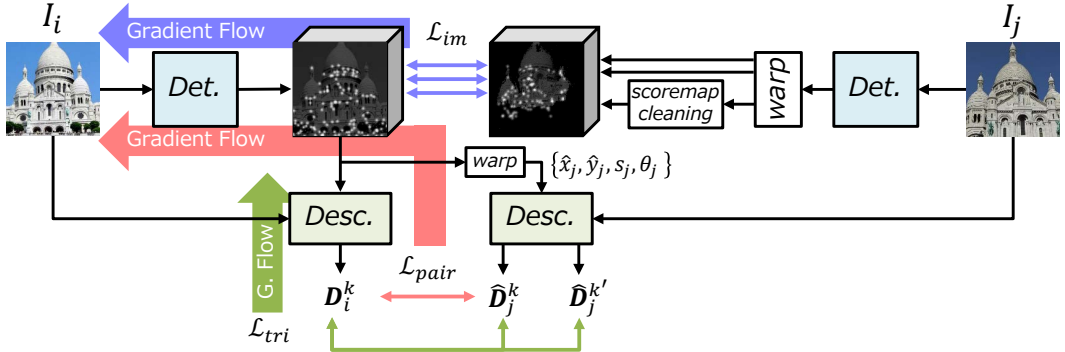 I_i
Gradient Flow
ℒ_im
I_j
Det.
scoremap
cleaning
warp
Det.
Gradient Flow
warp
{x̂_j, ŷ_j, s_j, θ_j}
Desc.
Desc.
G. Flow
ℒ_pair
D_i^k
D̂_j^k
D̂_j^k'
ℒ_tri